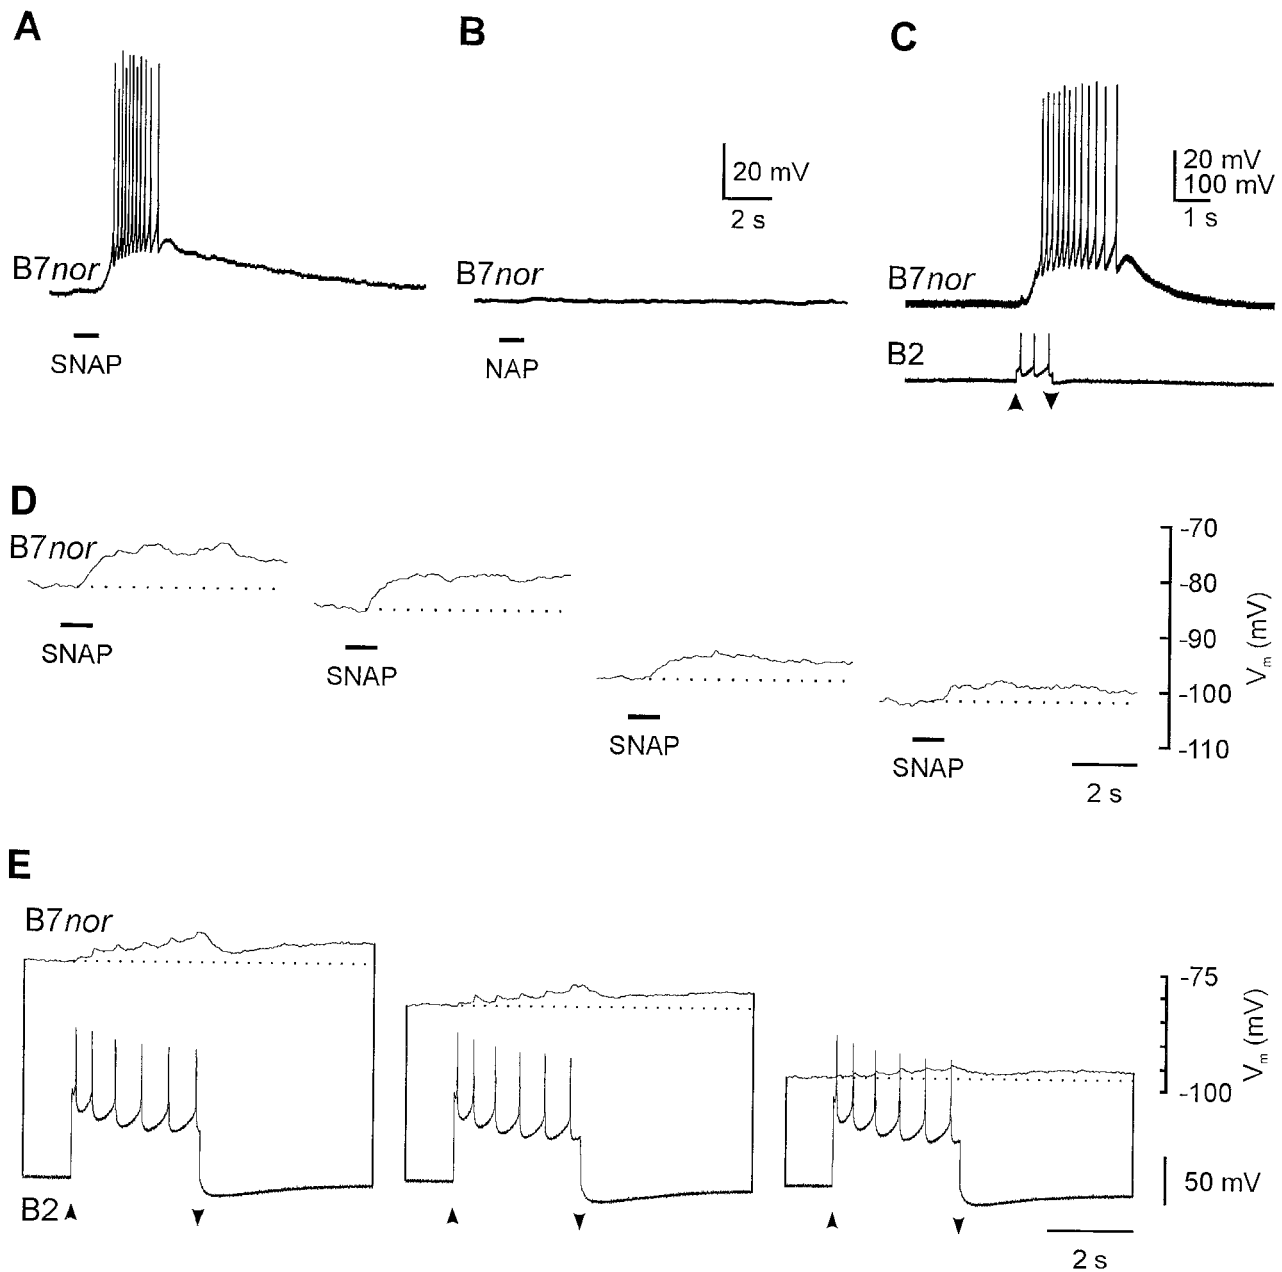 A
B7nor
SNAP
B
20 mV
2 s
B7nor
NAP
C
20 mV
100 mV
1 s
B7nor
B2
D
B7nor
SNAP
SNAP
SNAP
SNAP
-70
-80
-90
-100
-110
Vm (mV)
2 s
E
B7nor
B2
-75
-100
Vm (mV)
50 mV
2 s